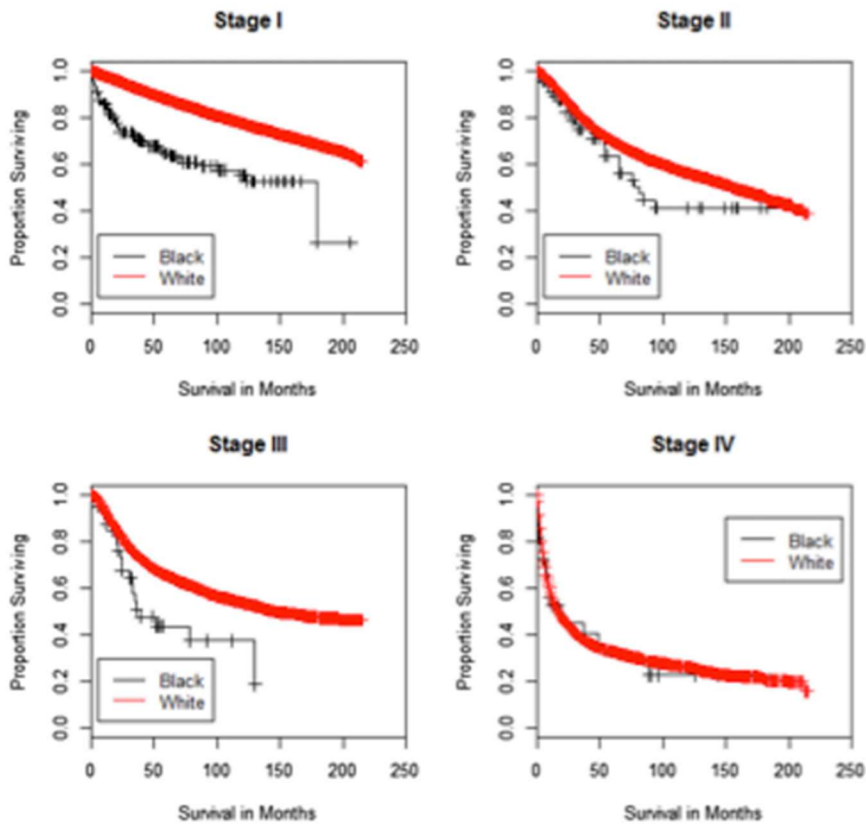 Stage I
Proportion Surviving
1.0
0.8
0.6
0.4
0.2
0.0
Black
White
0 50 100 150 200 250
Survival in Months
Stage II
Proportion Surviving
1.0
0.8
0.6
0.4
0.2
0.0
Black
White
0 50 100 150 200 250
Survival in Months
Stage III
Proportion Surviving
1.0
0.8
0.6
0.4
0.2
0.0
Black
White
0 50 100 150 200 250
Survival in Months
Stage IV
Proportion Surviving
1.0
0.8
0.6
0.4
0.2
0.0
Black
White
0 50 100 150 200 250
Survival in Months